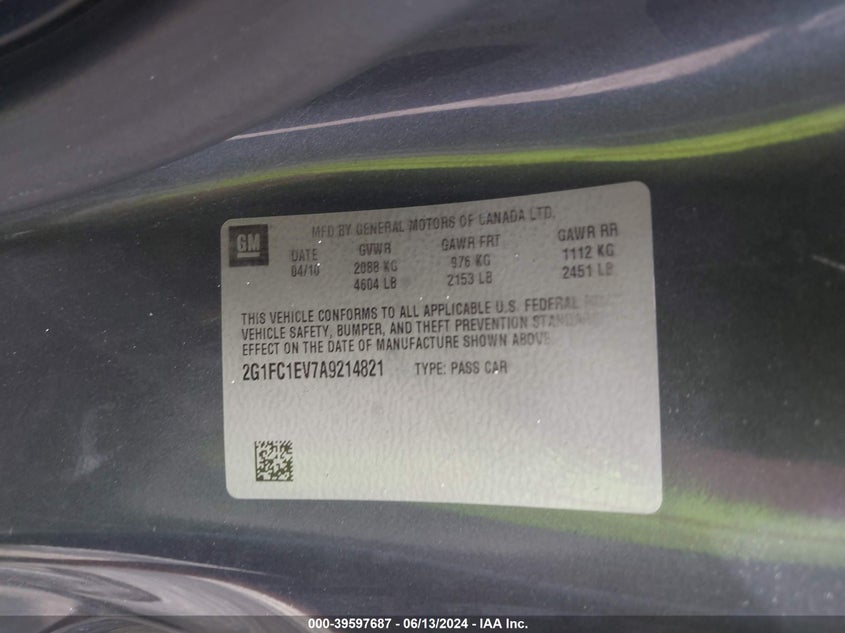 GM
MFD BY GENERAL MOTORS OF CANADA LTD.
DATE GVWR GAWR FRT GAWR RR
04/10 2088 KG 976 KG 1112 KG
4604 LB 2153 LB 2451 LB
THIS VEHICLE CONFORMS TO ALL APPLICABLE U.S. FEDERAL
VEHICLE SAFETY, BUMPER, AND THEFT PREVENTION STANDARDS
EFFECT ON THE DATE OF MANUFACTURE SHOWN ABOVE.
2G1FC1EV7A9214821 TYPE: PASS CAR
000-39597687 - 06/13/2024 - IAA Inc.